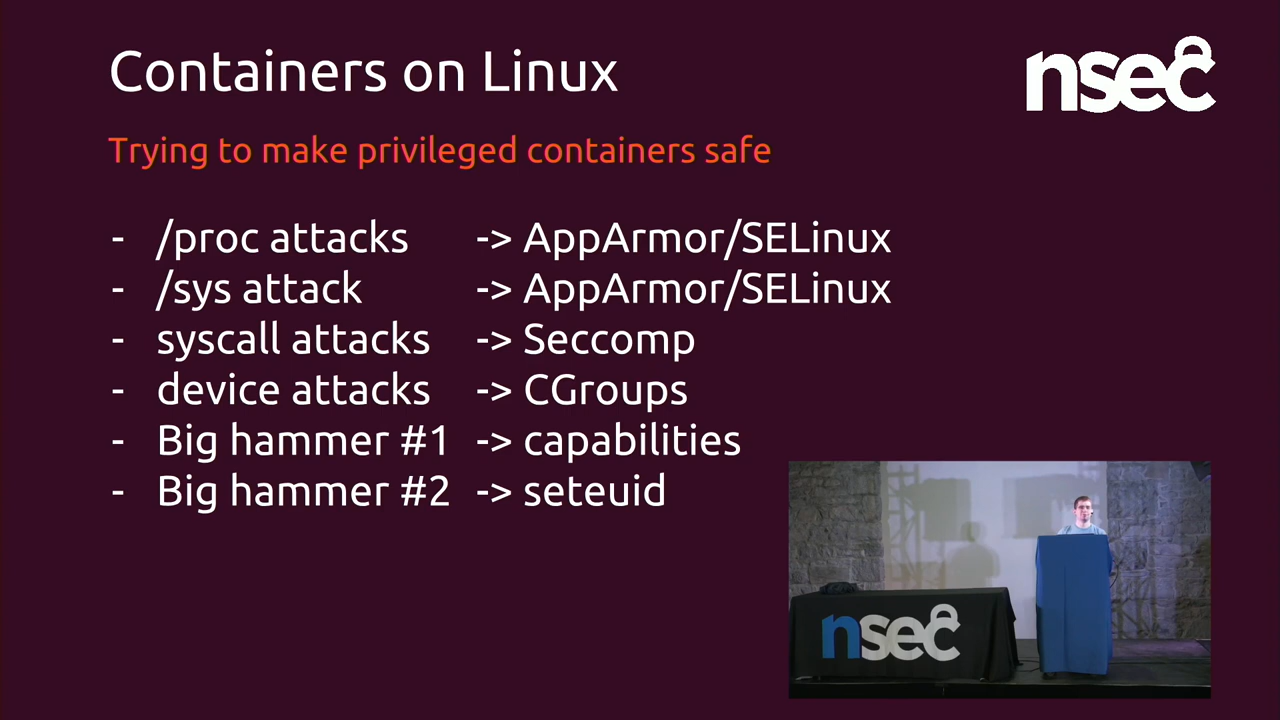 Containers on Linux
nsec
Trying to make privileged containers safe
- /proc attacks -> AppArmor/SELinux
- /sys attack -> AppArmor/SELinux
- syscall attacks -> Seccomp
- device attacks -> CGroups
- Big hammer #1 -> capabilities
- Big hammer #2 -> seteuid
nsec